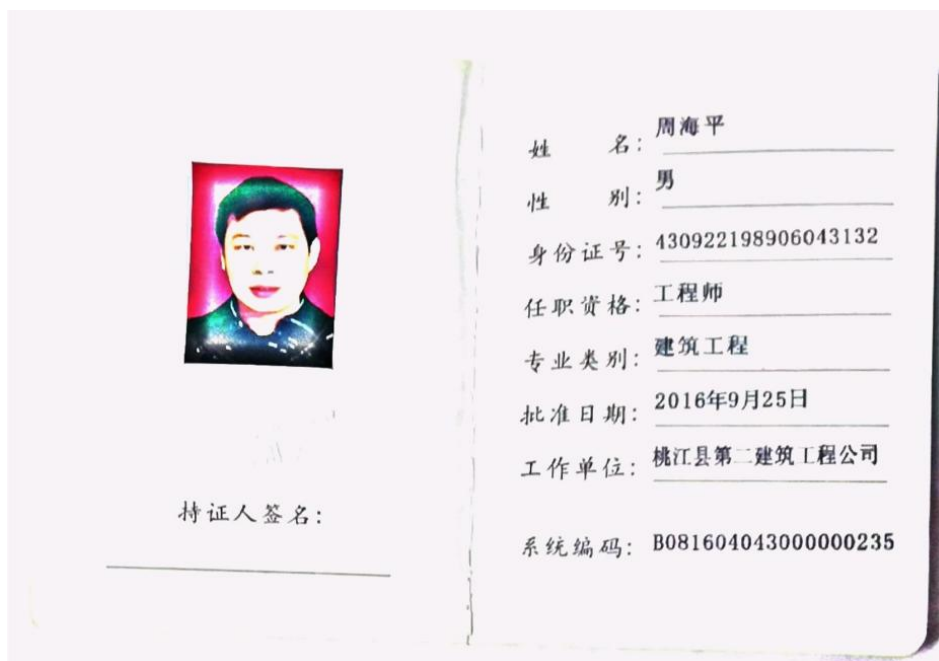 持证人签名:
姓 名: 周海平
性 别: 男
身份证号: 430922198906043132
任职资格: 工程师
专业类别: 建筑工程
批准日期: 2016年9月25日
工作单位: 桃江县第二建筑工程公司
系统编码: B081604043000000235